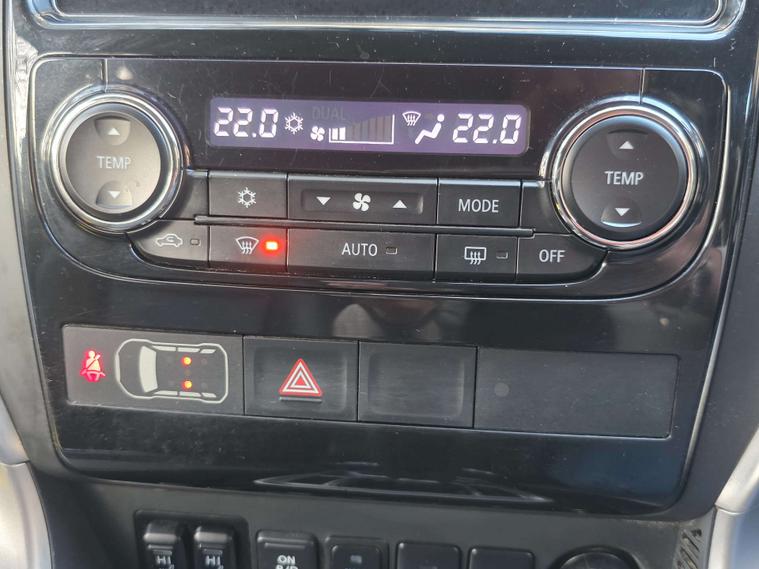 22.0 DUAL 22.0
TEMP
TEMP
MODE
AUTO
OFF
HI
HI
ON